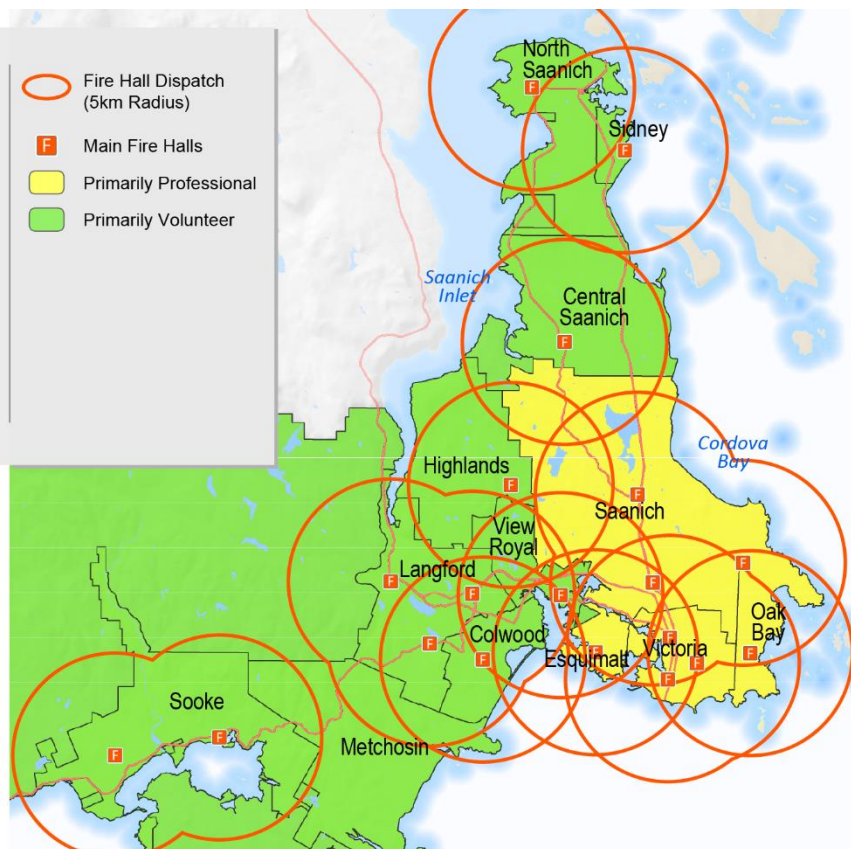 Fire Hall Dispatch
(5km Radius)
F
Main Fire Halls
Primarily Professional
Primarily Volunteer
North
Saanich
F
Sidney
F
Saanich
Inlet
Central
Saanich
F
Cordova
Bay
Highlands
F
F
Saanich
View
Royal
F
Langford
F
F
F
F
F
Colwood
F
F
Esquimalt
F
Victoria
F
F
F
Oak
Bay
F
F
Sooke
F
F
Metchosin